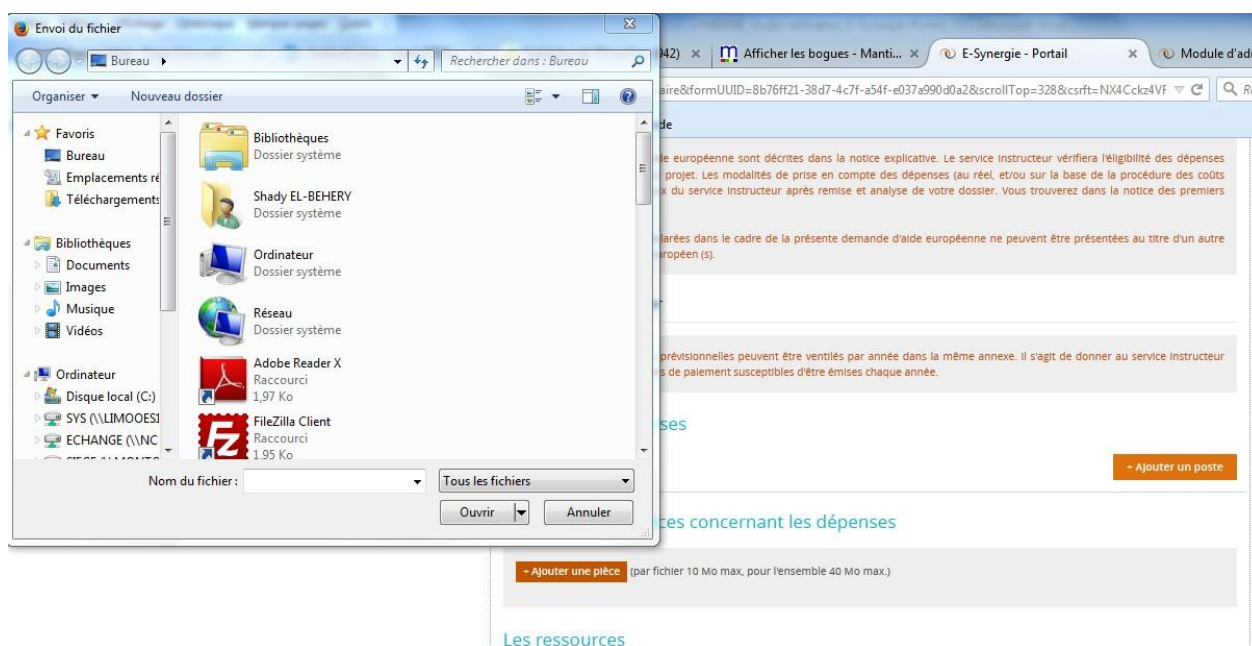 Envoi du fichier
Bureau
Rechercher dans : Bureau
Organiser
Nouveau dossier
Favoris
Bureau
Emplacements ré
Téléchargements
Bibliothèques
Documents
Images
Musique
Vidéos
Ordinateur
Disque local (C:)
SYS (\\LIMOOES1
ECHANGE (\\NC
Bibliothèques
Dossier système
Shady EL-BEHERY
Dossier système
Ordinateur
Dossier système
Réseau
Dossier système
Adobe Reader X
Raccourci
1,97 Ko
FileZilla Client
Raccourci
1,95 Ko
Nom du fichier :
Tous les fichiers
Ouvrir
Annuler
942)
Afficher les bogues - Manti...
E-Synergie - Portail
Module d'ad
aire&formUUID=8b76ff21-38d7-4c7f-a54f-e037a990d0a2&scrollTop=328&csrft=NX4Cckz4VF
de
de européenne sont décrites dans la notice explicative. Le service instructeur vérifiera l'éligibilité des dépenses
projet. Les modalités de prise en compte des dépenses (au réel, et/ou sur la base de la procédure des coûts
x du service instructeur après remise et analyse de votre dossier. Vous trouverez dans la notice des premiers
larées dans le cadre de la présente demande d'aide européenne ne peuvent être présentées au titre d'un autre
uropéen (s).
prévisionnelles peuvent être ventilés par année dans la même annexe. Il s'agit de donner au service instructeur
s de paiement susceptibles d'être émises chaque année.
ses
+ Ajouter un poste
ces concernant les dépenses
+ Ajouter une pièce (par fichier 10 Mo max, pour l'ensemble 40 Mo max.)
Les ressources